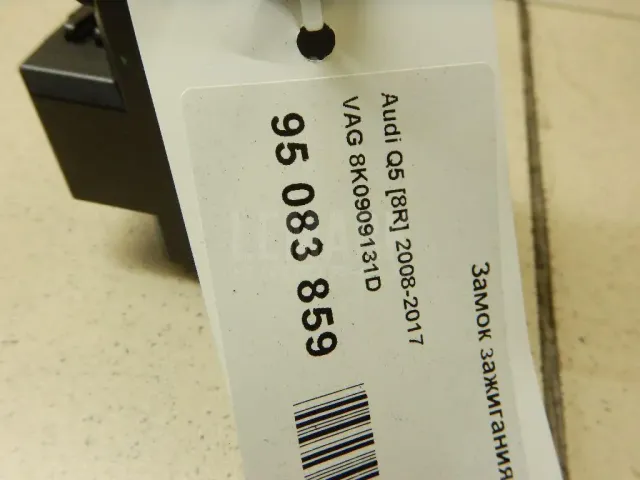 Замок зажигания
Audi Q5 [8R] 2008-2017
VAG 8K0909131D
95 083 859